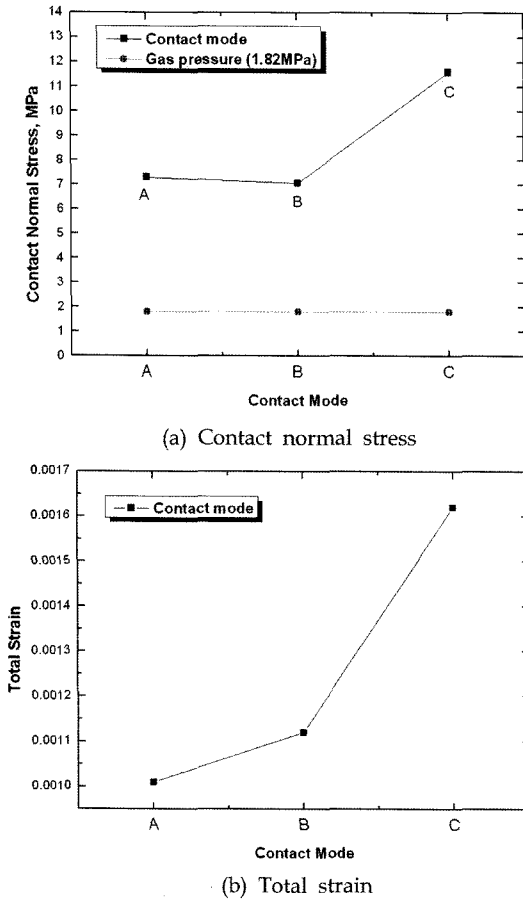 14
13
12
11
10
9
8
7
6
5
4
3
2
1
0
Contact Normal Stress, MPa
Contact mode
Gas pressure (1.82MPa)
A
B
C
A
B
C
Contact Mode
(a) Contact normal stress
0.0017
0.0016
0.0015
0.0014
0.0013
0.0012
0.0011
0.0010
Total Strain
Contact mode
A
B
C
Contact Mode
(b) Total strain